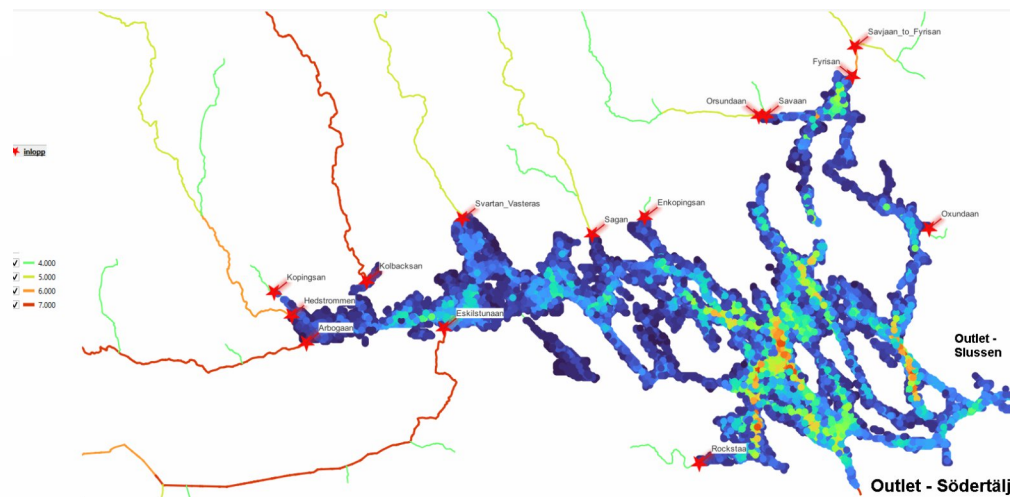 Savjaan_to_Fyrisan
Fyrisan
Orsundaan
Savaan
inlopp
Svartan_Vasteras
Enkopingsan
Sagan
Oxundaan
Kolbacksan
4.000
5.000
6.000
7.000
Kopingsan
Hedstrommen
Eskilstunaan
Arbogaan
Outlet -
Slussen
Rockstaa
Outlet - Södertälj